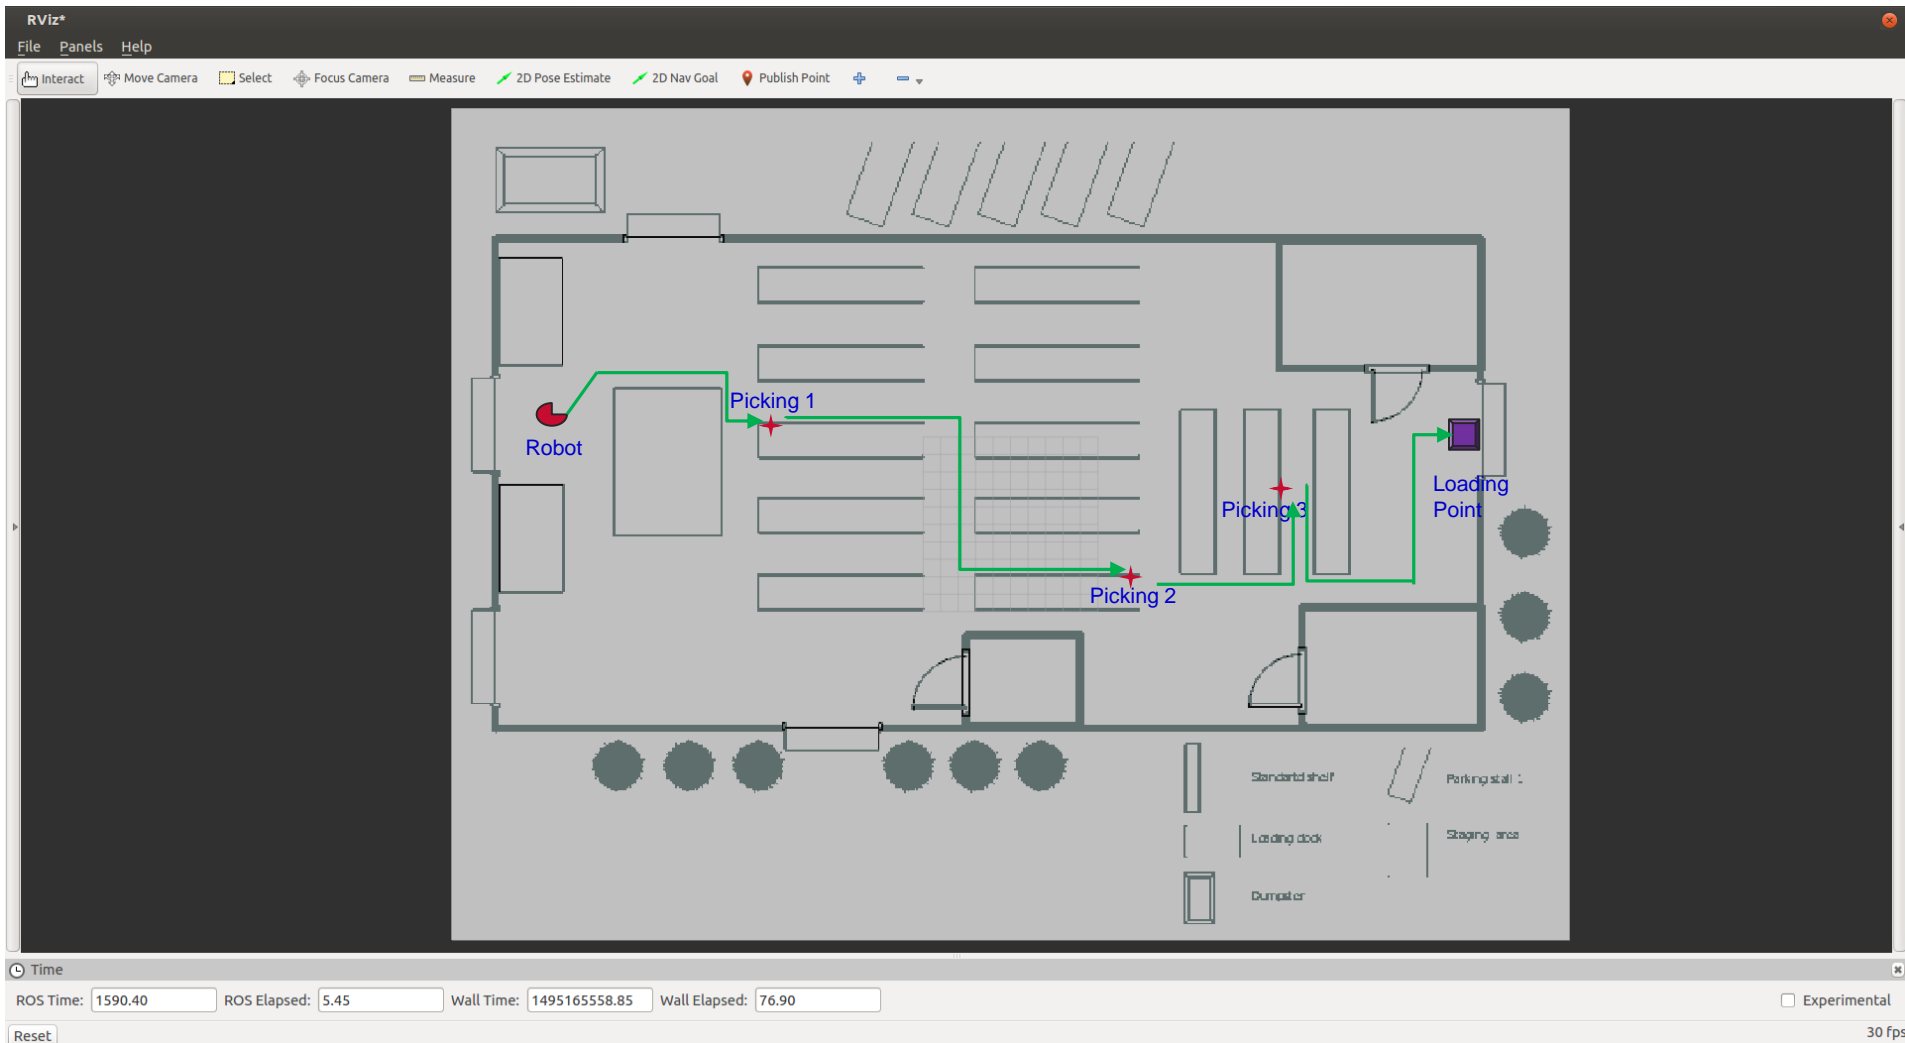 RViz*
File Panels Help
Interact Move Camera Select Focus Camera Measure 2D Pose Estimate 2D Nav Goal Publish Point
Picking 1
Robot
Loading
Point
Picking 3
Picking 2
Standartd shelf
Parking stall 1
Loading dock
Staging area
Dumpster
Time
ROS Time: 1590.40 ROS Elapsed: 5.45 Wall Time: 1495165558.85 Wall Elapsed: 76.90 Experimental
Reset 30 fps